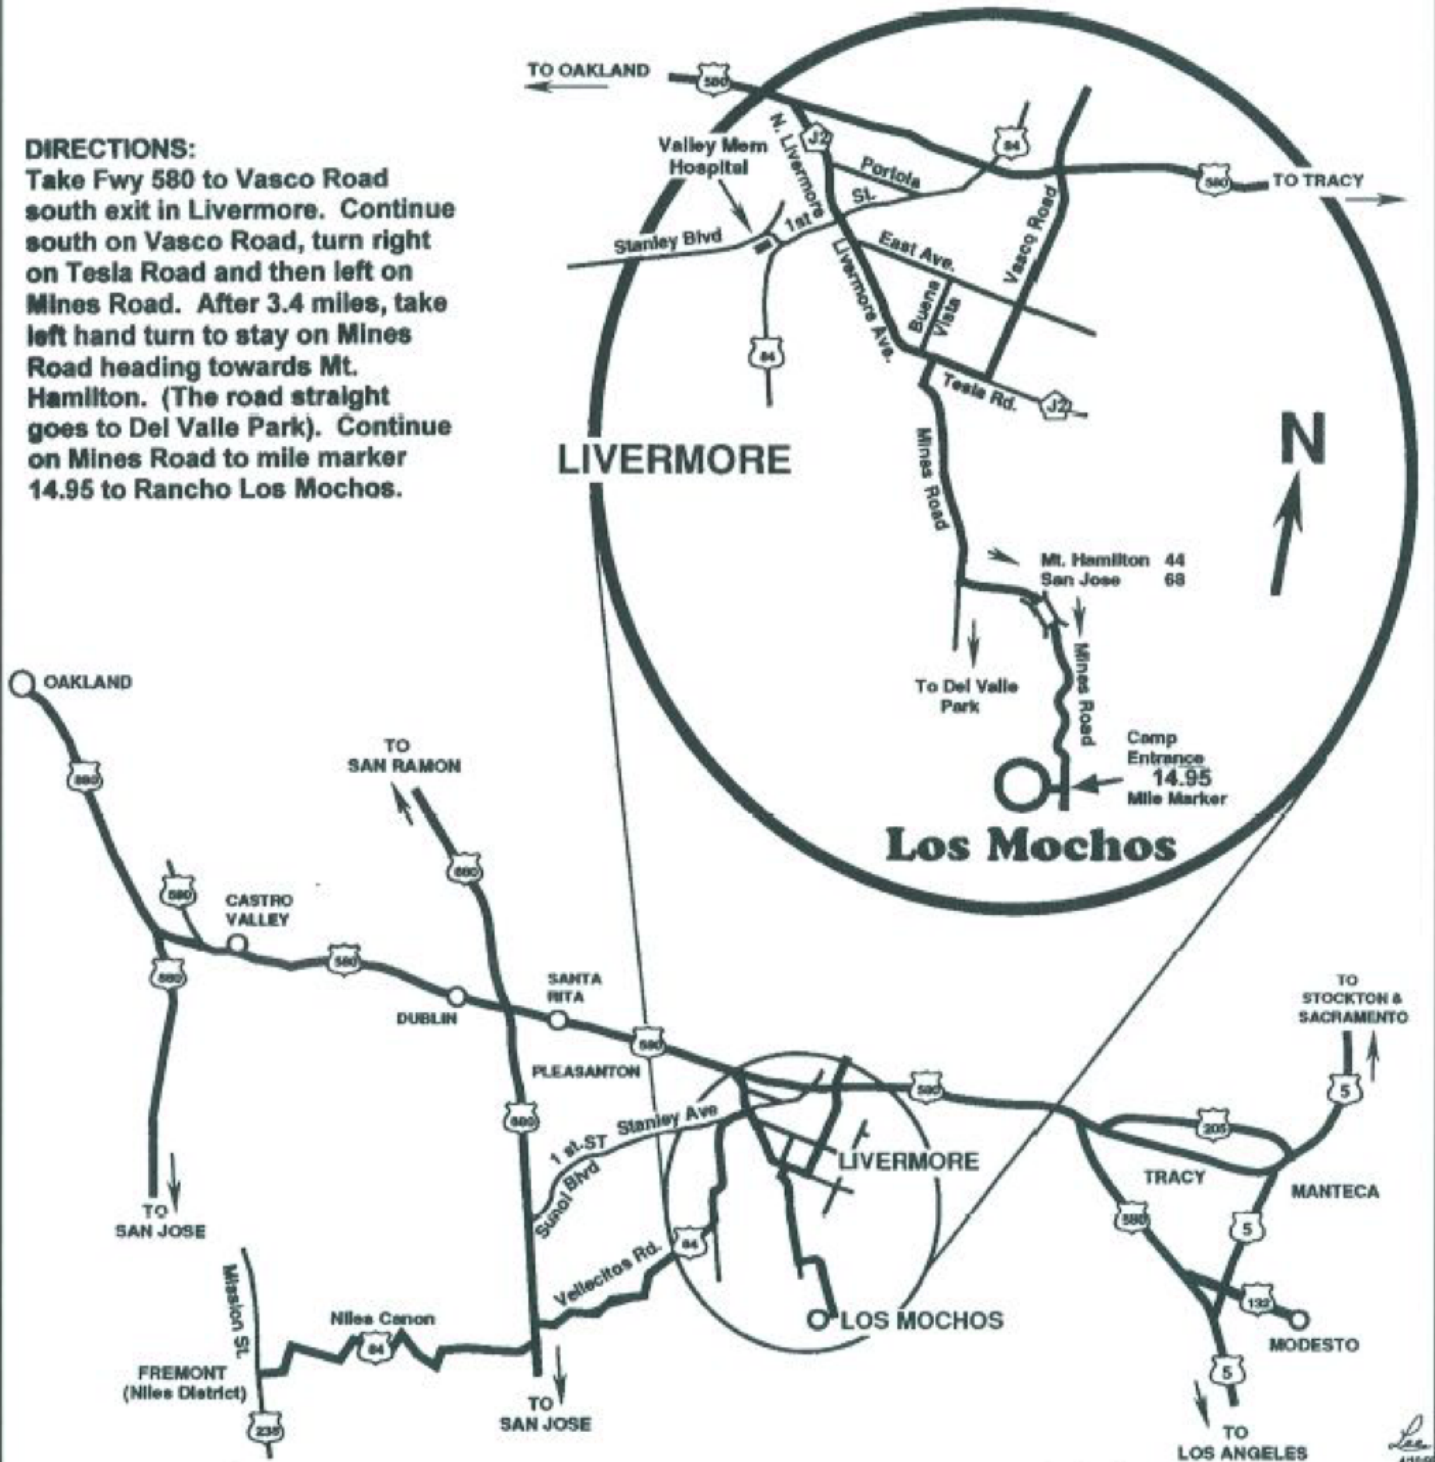 DIRECTIONS:
Take Fwy 580 to Vasco Road
south exit in Livermore. Continue
south on Vasco Road, turn right
on Tesla Road and then left on
Mines Road. After 3.4 miles, take
left hand turn to stay on Mines
Road heading towards Mt.
Hamilton. (The road straight
goes to Del Valle Park). Continue
on Mines Road to mile marker
14.95 to Rancho Los Mochos.
TO OAKLAND
580
N. Livermore
J2
84
Valley Mem
Hospital
Portola
580
TO TRACY
1st
St.
Stanley Blvd
East Ave.
Vasco Road
Livermore Ave.
Buena
Vista
84
Tesla Rd.
J2
LIVERMORE
N
Mines Road
Mt. Hamilton 44
San Jose 68
To Del Valle
Park
Mines Road
Camp
Entrance
14.95
Mile Marker
Los Mochos
OAKLAND
TO
SAN RAMON
680
CASTRO
VALLEY
580
SANTA
RITA
DUBLIN
580
PLEASANTON
580
TO
STOCKTON &
SACRAMENTO
5
205
680
1 st-ST
Stanley Ave
Sunol Blvd
LIVERMORE
TRACY
MANTECA
TO
SAN JOSE
580
5
84
Vellecitos Rd.
Mission St.
Niles Canon
84
LOS MOCHOS
132
MODESTO
FREMONT
(Niles District)
238
TO
SAN JOSE
5
TO
LOS ANGELES
Lee